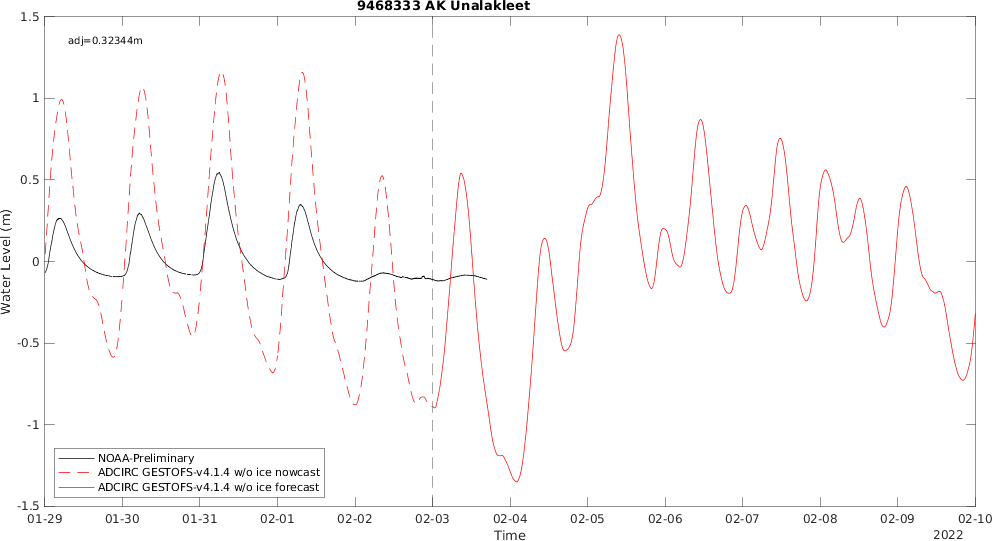 9468333 AK Unalakleet
adj=0.32344m
Water Level (m)
1.5
1
0.5
0
-0.5
-1
-1.5
NOAA-Preliminary
ADCIRC GESTOFS-v4.1.4 w/o ice nowcast
ADCIRC GESTOFS-v4.1.4 w/o ice forecast
01-29 01-30 01-31 02-01 02-02 02-03 02-04 02-05 02-06 02-07 02-08 02-09 02-10
Time
2022